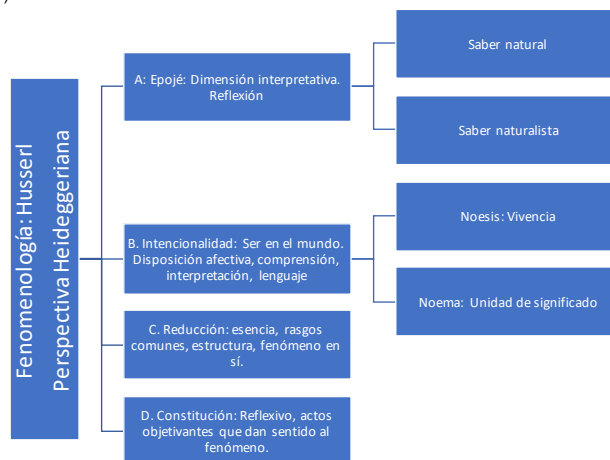 )
Fenomenología: Husserl
Perspectiva Heideggeriana
A: Epojé: Dimensión interpretativa.
Reflexión
Saber natural
Saber naturalista
B. Intencionalidad: Ser en el mundo.
Disposición afectiva, comprensión,
interpretación, lenguaje
Noesis: Vivencia
Noema: Unidad de significado
C. Reducción: esencia, rasgos
comunes, estructura, fenómeno en
sí.
D. Constitución: Reflexivo, actos
objetivantes que dan sentido al
fenómeno.